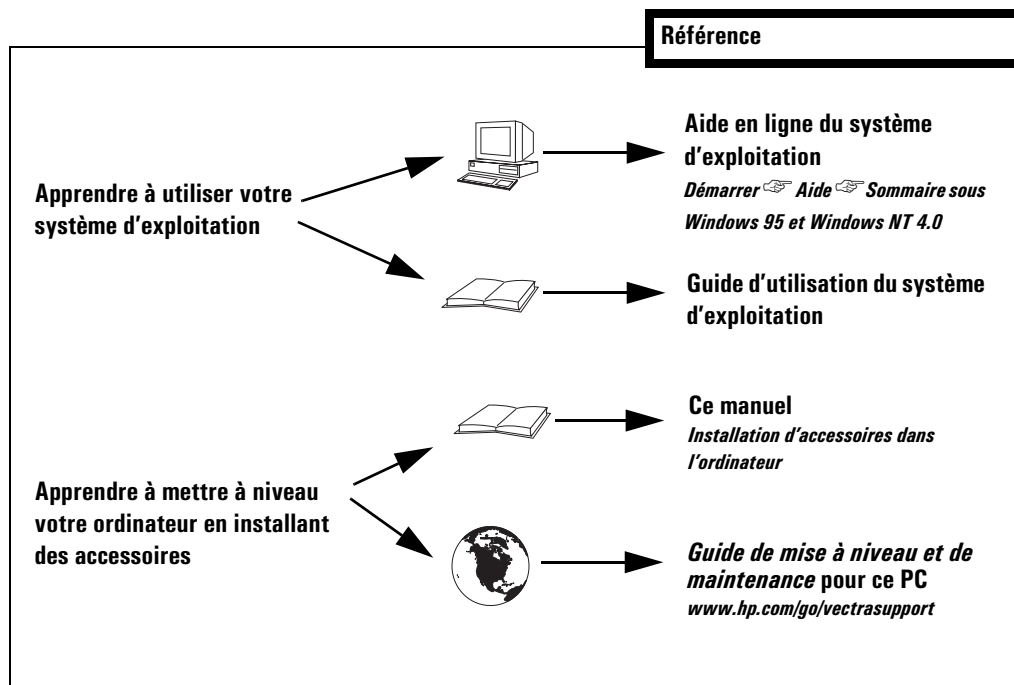 Référence
Apprendre à utiliser votre
système d'exploitation
Aide en ligne du système
d'exploitation
Démarrer ☞ Aide ☞ Sommaire sous
Windows 95 et Windows NT 4.0
Guide d'utilisation du système
d'exploitation
Apprendre à mettre à niveau
votre ordinateur en installant
des accessoires
Ce manuel
Installation d'accessoires dans
l'ordinateur
Guide de mise à niveau et de
maintenance pour ce PC
www.hp.com/go/vectrasupport